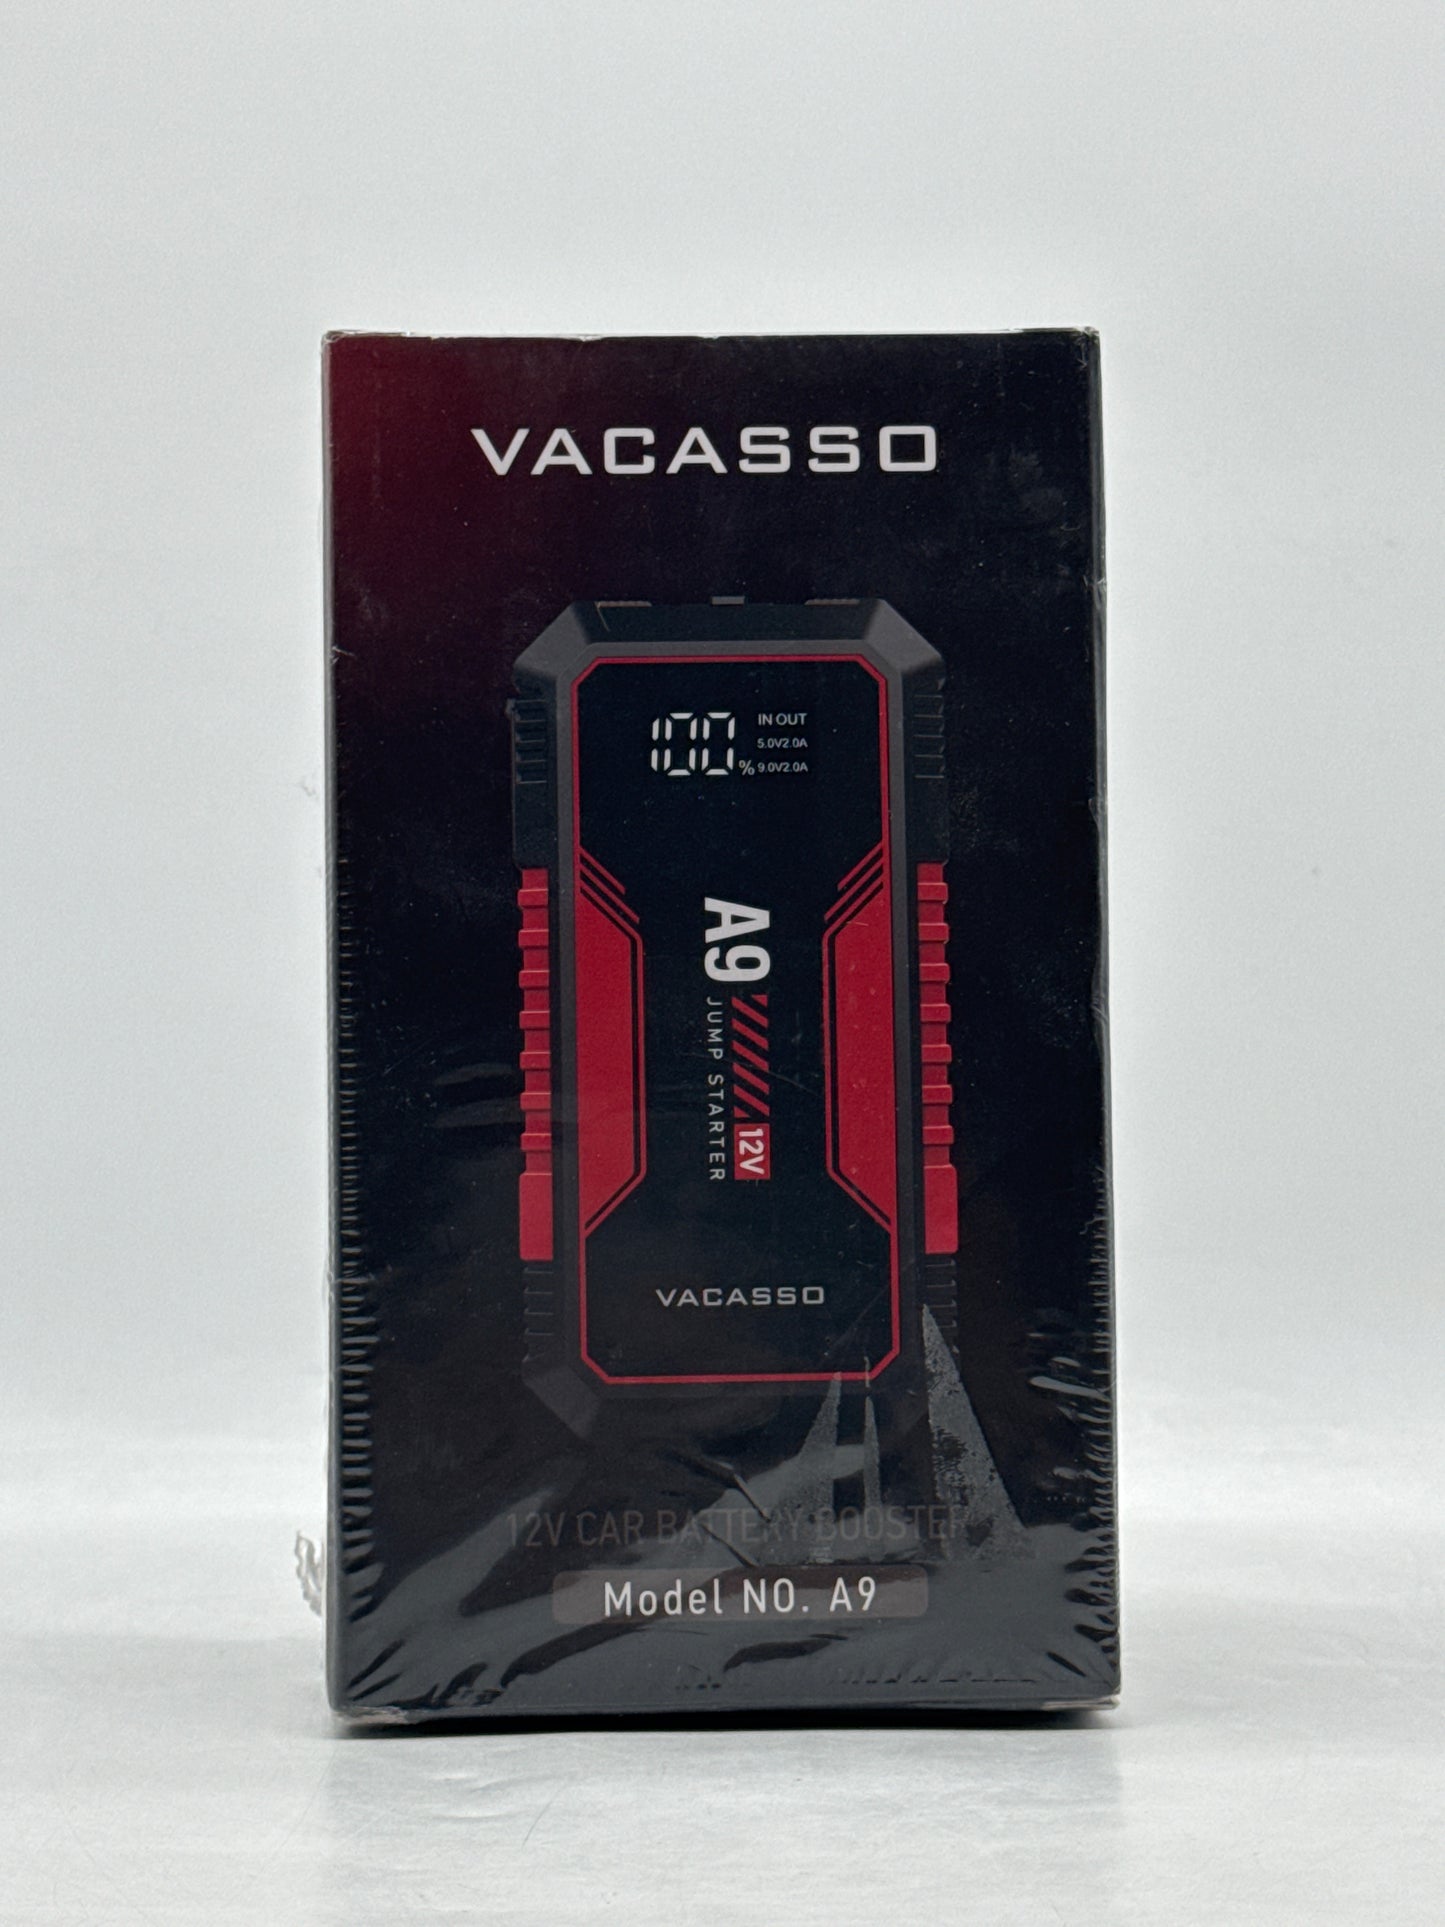 VACASSO
100%
IN OUT
5.0V2.0A
9.0V2.0A
A9
12V
JUMP STARTER
VACASSO
12V CAR BATTERY BOOSTER
Model NO. A9